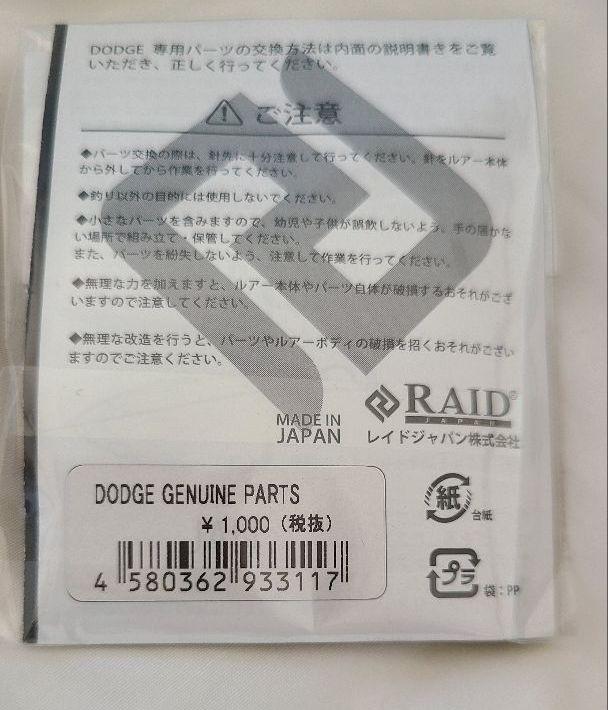 DODGE 専用パーツの交換方法は内面の説明書きをご覧
いただき、正しく行ってください。
ご注意
◆パーツ交換の際は、針先に十分注意して行ってください。針をルアー本体
から外してから作業を行ってください。
◆釣り以外の目的には使用しないでください。
◆小さなパーツを含みますので、幼児や子供が誤飲しないよう、手の届かな
い場所で組み立て・保管してください。
また、パーツを紛失しないよう、注意して作業を行ってください。
◆無理な力を加えますと、ルアー本体やパーツ自体が破損するおそれがござ
いますので注意してください。
◆無理な改造を行うと、パーツやルアーボディの破損を招くおそれがござい
ますのでご注意ください。
MADE IN
JAPAN
RAID®
JAPAN
レイドジャパン株式会社
DODGE GENUINE PARTS
¥ 1,000 (税抜)
4 580362 933117
紙
台紙
プラ
袋:PP